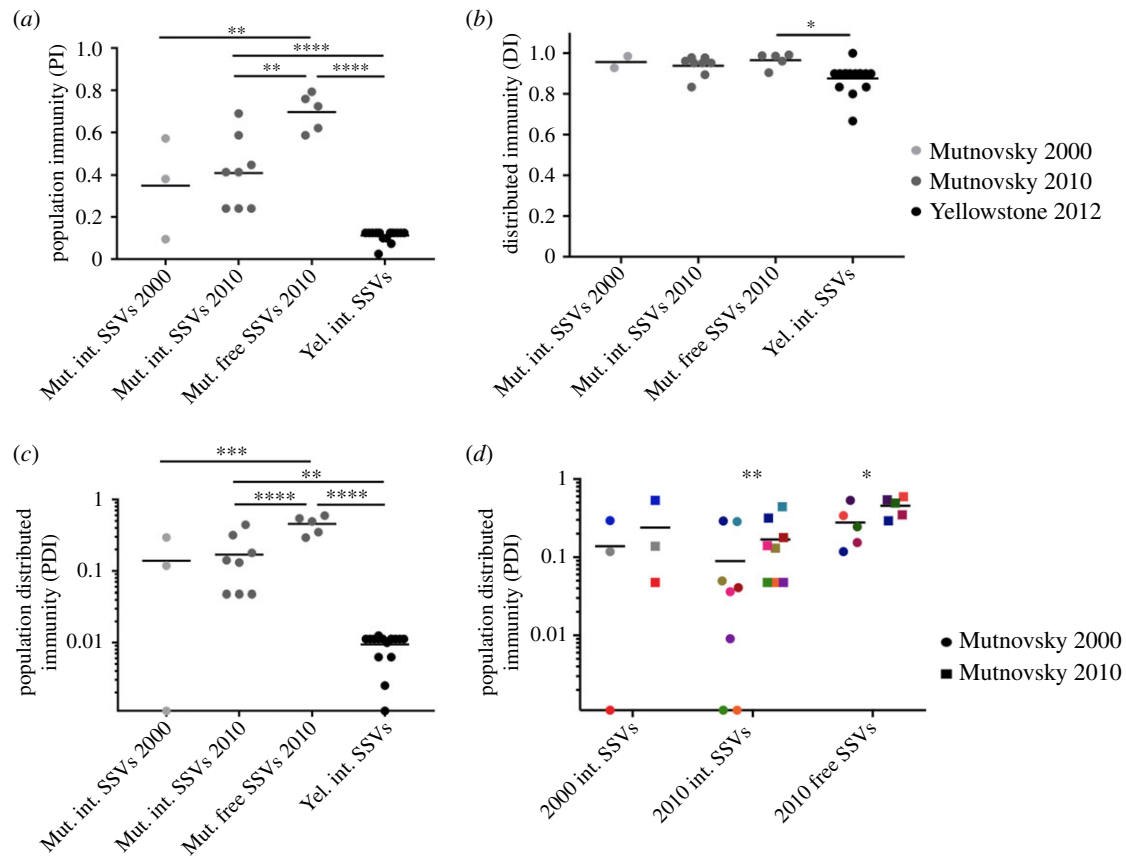 (a)
**
****
** ****
population immunity (PI)
1.0
0.8
0.6
0.4
0.2
0
Mut. int. SSVs 2000
Mut. int. SSVs 2010
Mut. free SSVs 2010
Yel. int. SSVs
(b)
*
distributed immunity (DI)
1.0
0.8
0.6
0.4
0.2
0
Mut. int. SSVs 2000
Mut. int. SSVs 2010
Mut. free SSVs 2010
Yel. int. SSVs
Mutnovsky 2000
Mutnovsky 2010
Yellowstone 2012
(c)
***
**
**** ****
population distributed
immunity (PDI)
1
0.1
0.01
Mut. int. SSVs 2000
Mut. int. SSVs 2010
Mut. free SSVs 2010
Yel. int. SSVs
(d)
** *
population distributed
immunity (PDI)
1
0.1
0.01
2000 int. SSVs
2010 int. SSVs
2010 free SSVs
Mutnovsky 2000
Mutnovsky 2010